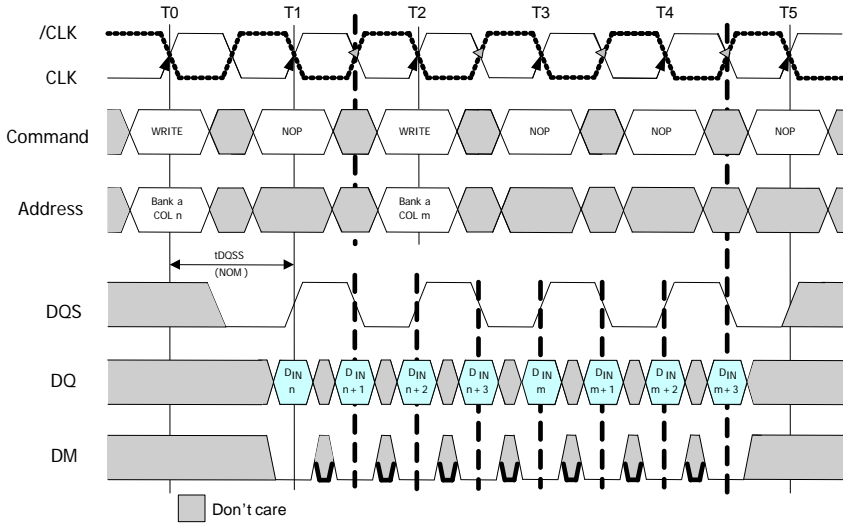 T0 T1 T2 T3 T4 T5
/CLK
CLK
Command WRITE NOP WRITE NOP NOP NOP
Address Bank a COL n Bank a COL m
tDQSS
(NOM )
DQS
DQ D IN n D IN n + 1 D IN n + 2 D IN n + 3 D IN m D IN m + 1 D IN m + 2 D IN m + 3
DM
Don't care